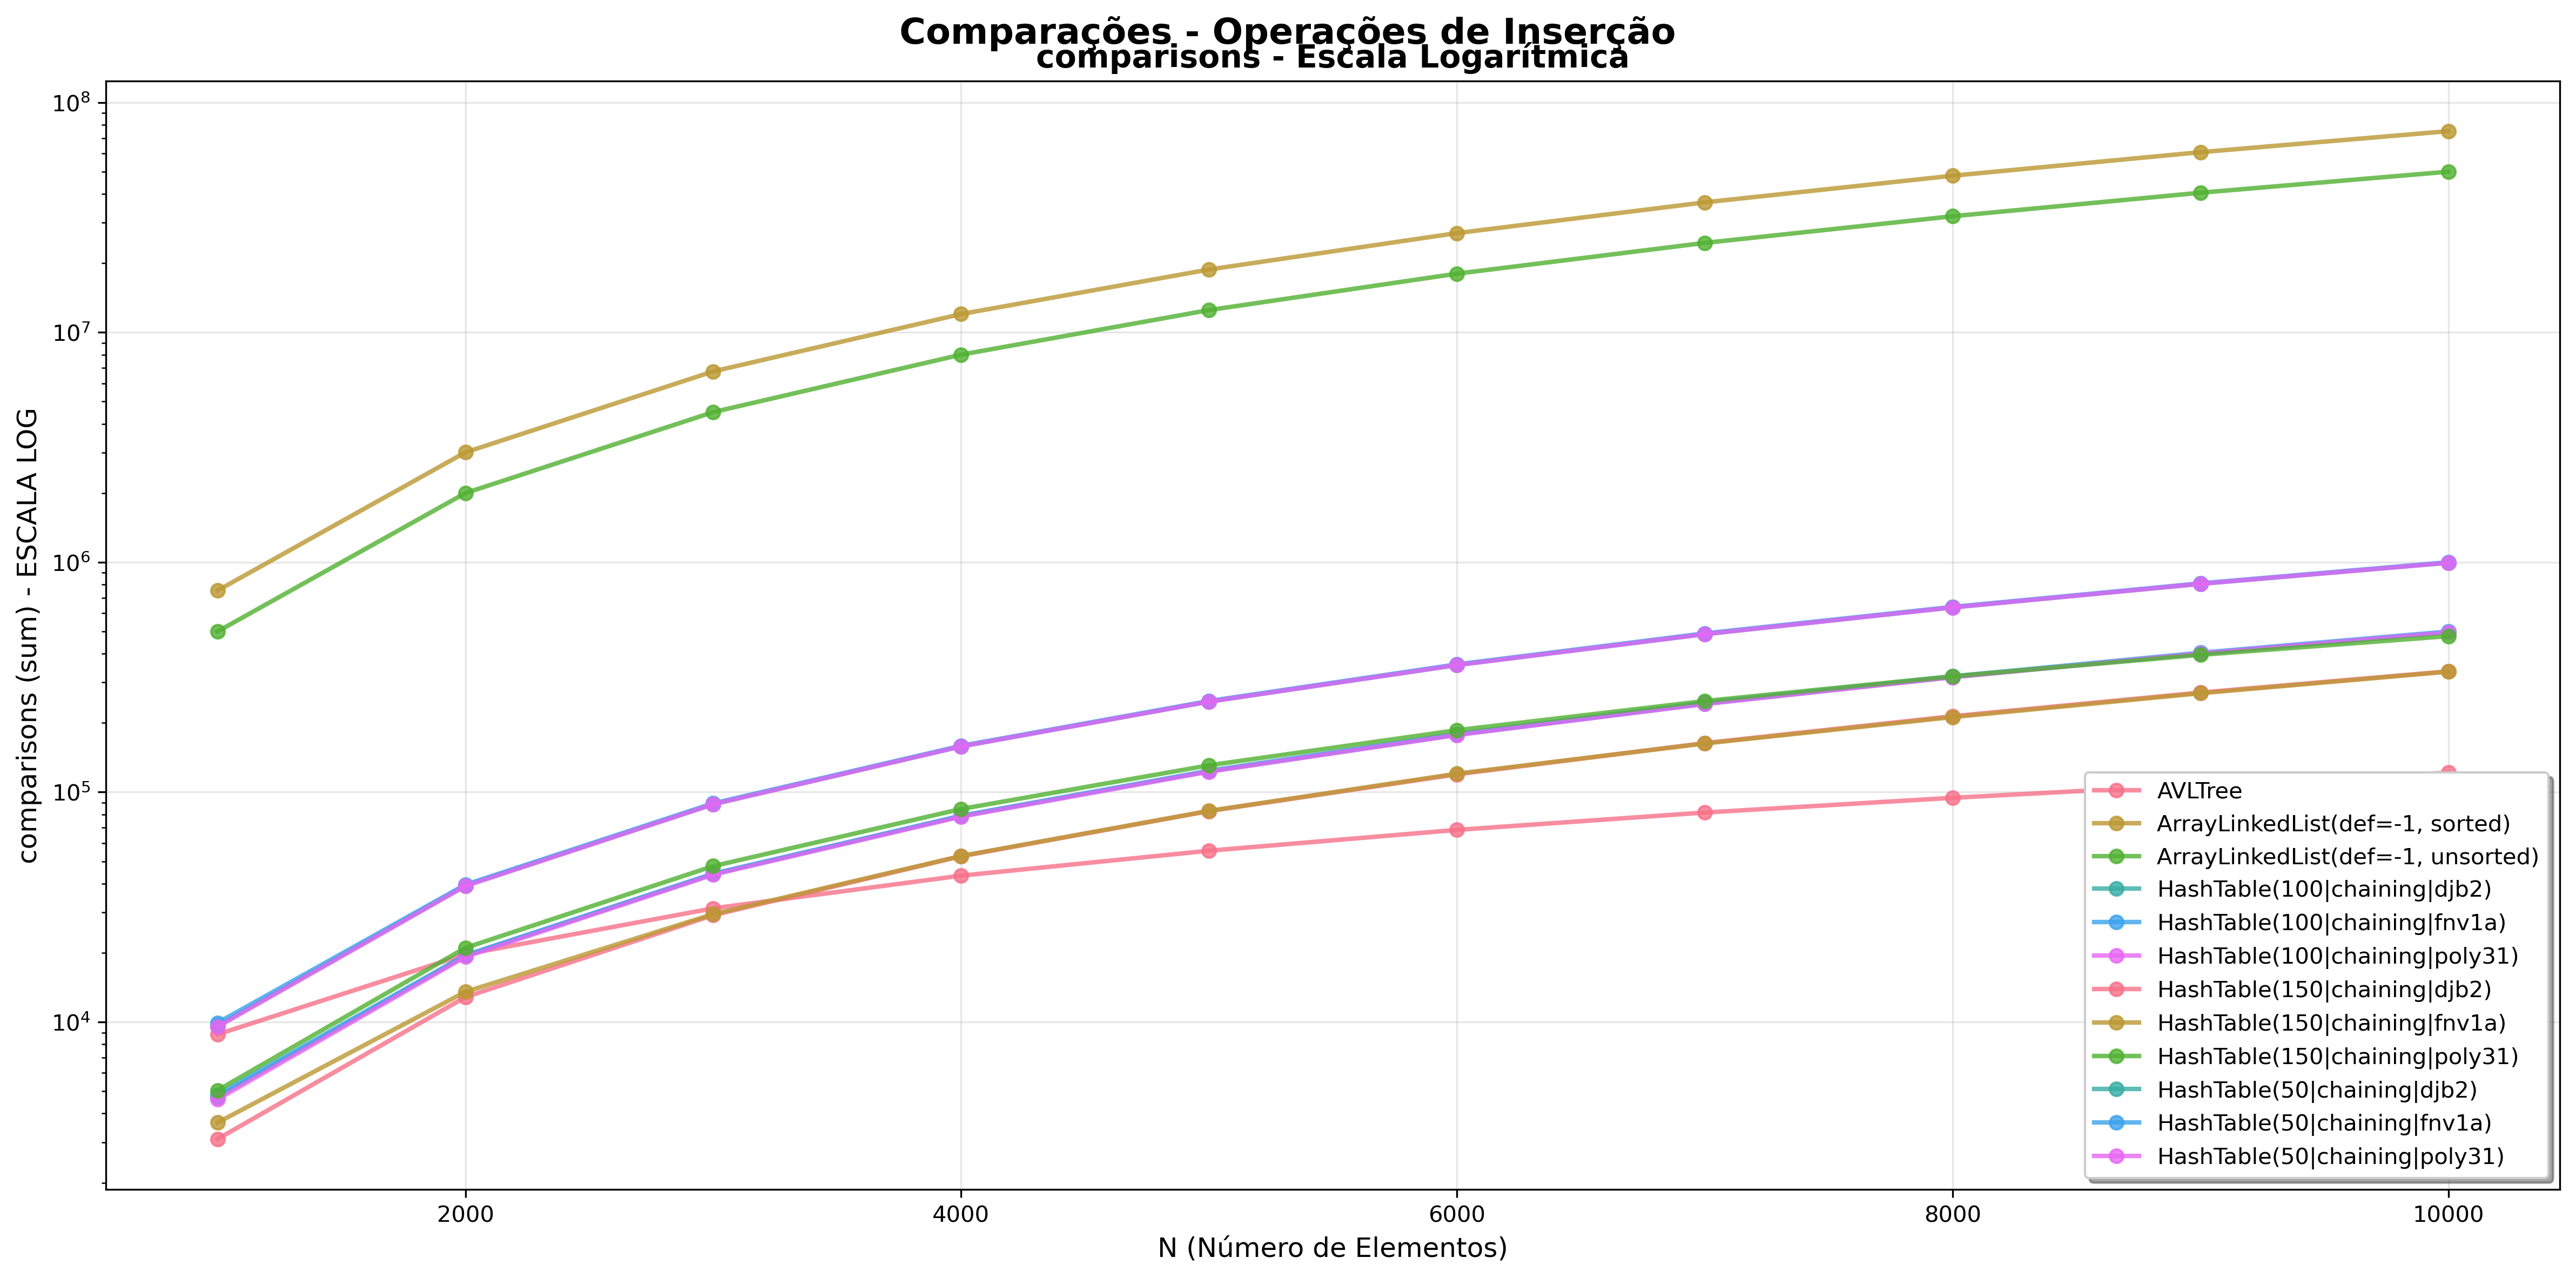 Comparações - Operações de Inserção
comparisons - Escala Logarítmica
comparisons (sum) - ESCALA LOG
10⁸
10⁷
10⁶
10⁵
10⁴
AVLTree
ArrayLinkedList(def=-1, sorted)
ArrayLinkedList(def=-1, unsorted)
HashTable(100|chaining|djb2)
HashTable(100|chaining|fnv1a)
HashTable(100|chaining|poly31)
HashTable(150|chaining|djb2)
HashTable(150|chaining|fnv1a)
HashTable(150|chaining|poly31)
HashTable(50|chaining|djb2)
HashTable(50|chaining|fnv1a)
HashTable(50|chaining|poly31)
2000 4000 6000 8000 10000
N (Número de Elementos)